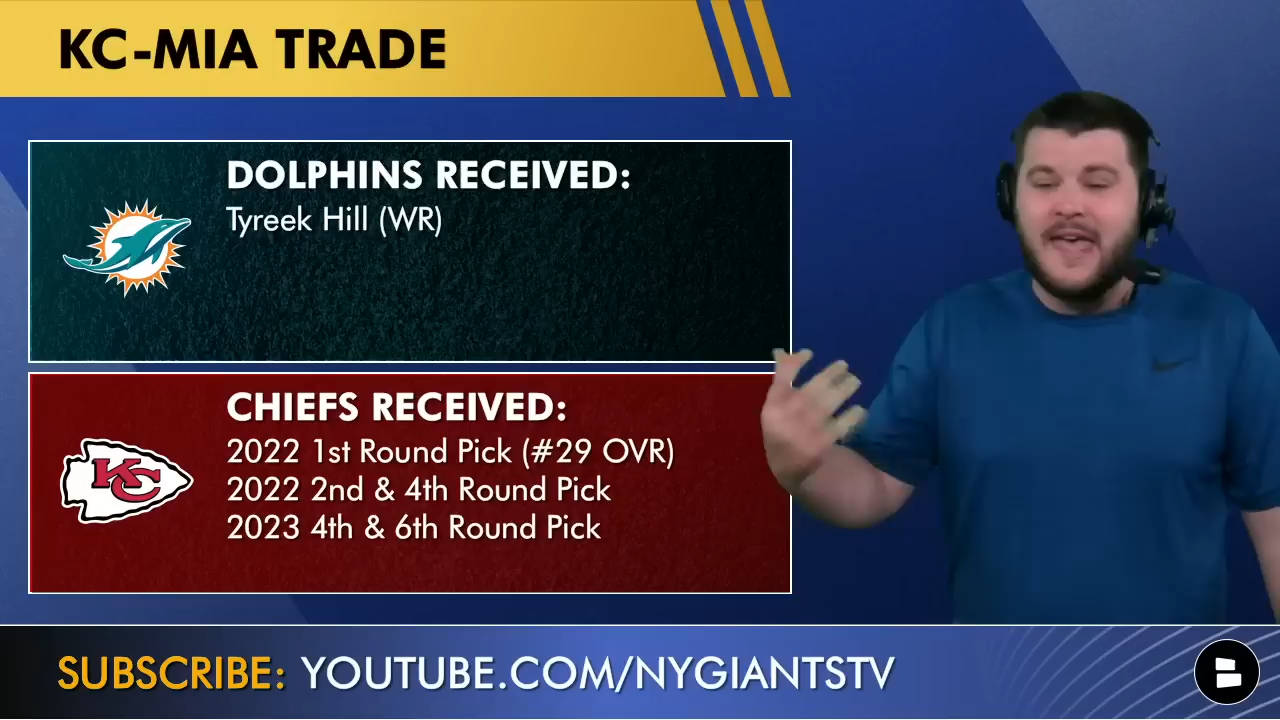 KC-MIA TRADE
DOLPHINS RECEIVED:
Tyreek Hill (WR)
CHIEFS RECEIVED:
KC
2022 1st Round Pick (#29 OVR)
2022 2nd & 4th Round Pick
2023 4th & 6th Round Pick
SUBSCRIBE: YOUTUBE.COM/NYGIANTSTV